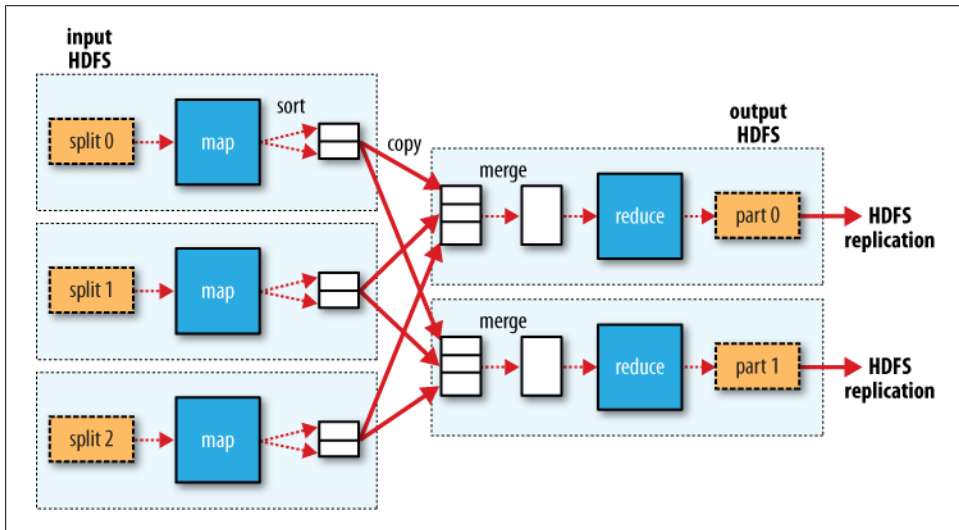 input
HDFS
split 0
map
sort
copy
split 1
map
split 2
map
output
HDFS
merge
reduce
part 0
HDFS
replication
merge
reduce
part 1
HDFS
replication